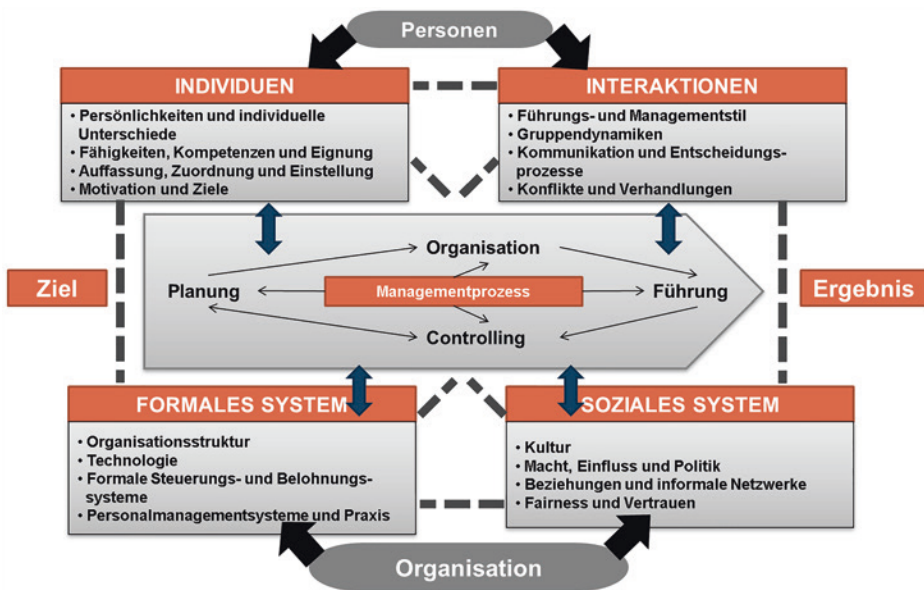 Personen
INDIVIDUEN
• Persönlichkeiten und individuelle
Unterschiede
• Fähigkeiten, Kompetenzen und Eignung
• Auffassung, Zuordnung und Einstellung
• Motivation und Ziele
INTERAKTIONEN
• Führungs- und Managementstil
• Gruppendynamiken
• Kommunikation und Entscheidungs-
prozesse
• Konflikte und Verhandlungen
Ziel
Organisation
Planung
Managementprozess
Führung
Controlling
Ergebnis
FORMALES SYSTEM
• Organisationsstruktur
• Technologie
• Formale Steuerungs- und Belohnungs-
systeme
• Personalmanagementsysteme und Praxis
SOZIALES SYSTEM
• Kultur
• Macht, Einfluss und Politik
• Beziehungen und informale Netzwerke
• Fairness und Vertrauen
Organisation